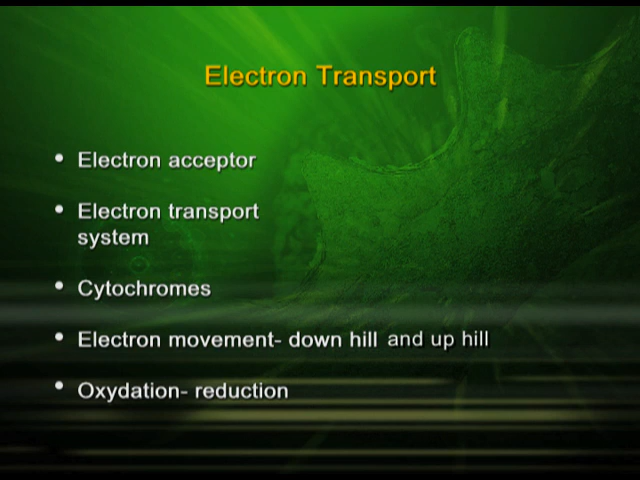 Electron Transport
• Electron acceptor
• Electron transport
system
• Cytochromes
• Electron movement- down hill and up hill
• Oxydation- reduction